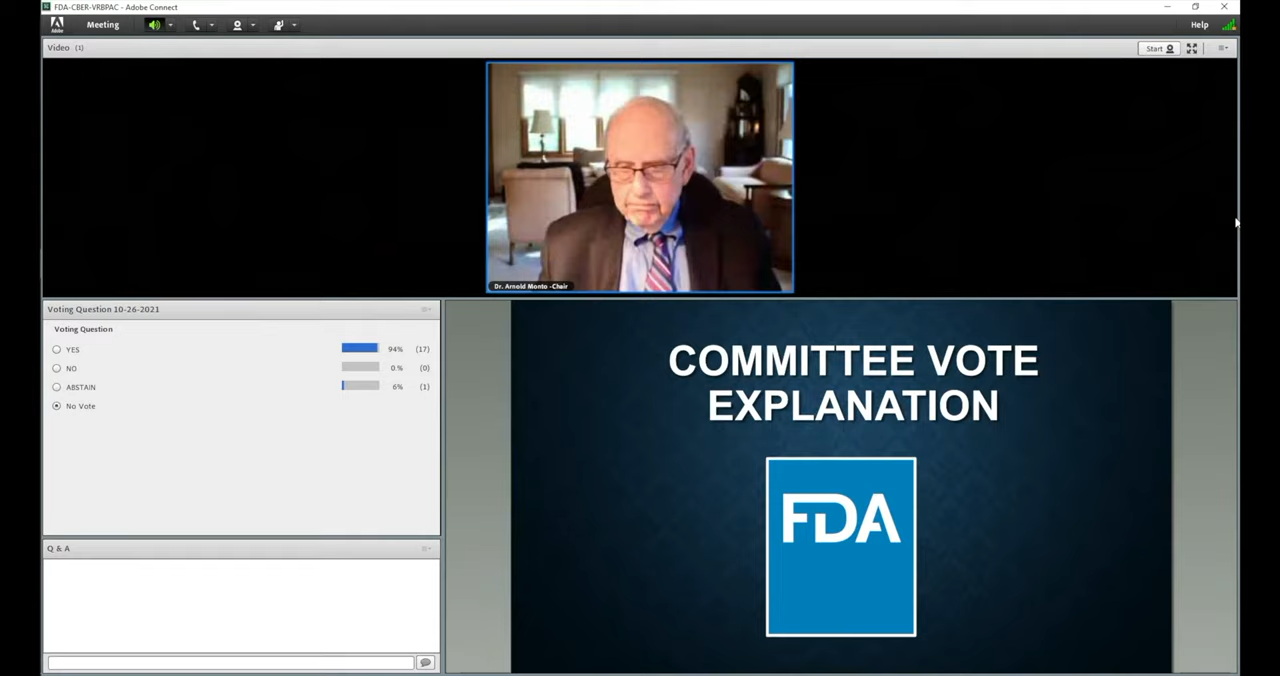 FDA-CBER-VRBPAC - Adobe Connect
Adobe
Meeting
Help
Video (1)
Start
Dr. Arnold Monto -Chair
Voting Question 10-26-2021
Voting Question
YES 94% (17)
NO 0.% (0)
ABSTAIN 6% (1)
No Vote
Q & A
COMMITTEE VOTE
EXPLANATION
FDA